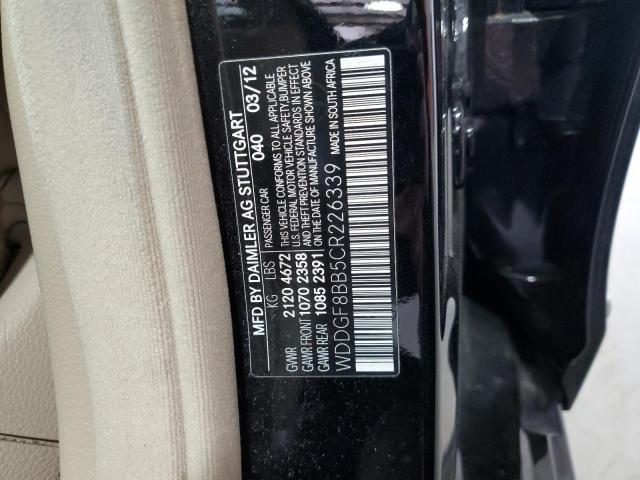 MFD BY DAIMLER AG STUTTGART
040 03/12
PASSENGER CAR
KG LBS
THIS VEHICLE CONFORMS TO ALL APPLICABLE
U.S. FEDERAL MOTOR VEHICLE SAFETY, BUMPER
AND THEFT PREVENTION STANDARDS IN EFFECT
ON THE DATE OF MANUFACTURE SHOWN ABOVE
GVWR 2120 4672
GAWR FRONT 1070 2358
GAWR REAR 1085 2391
MADE IN SOUTH AFRICA
WDDGF8BB5CR226339